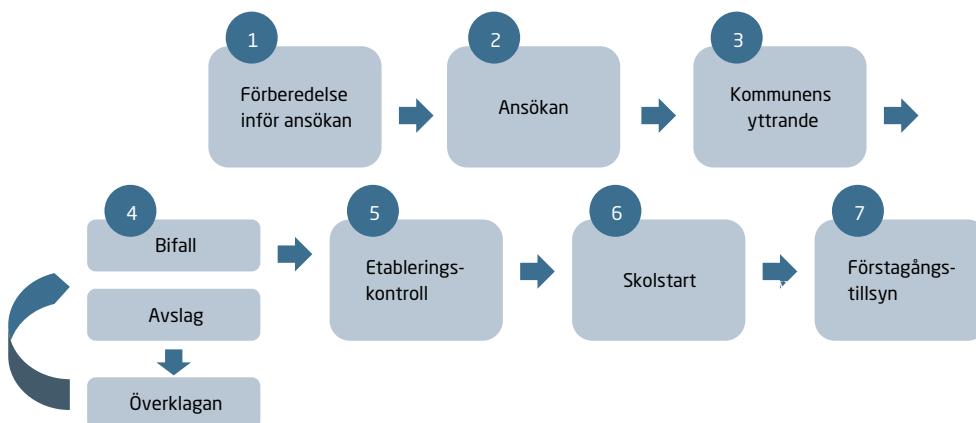 1
Förberedelse
inför ansökan
2
Ansökan
3
Kommunens
yttrande
4
Bifall
Avslag
Överklagan
5
Etablerings-
kontroll
6
Skolstart
7
Förstagångs-
tillsyn